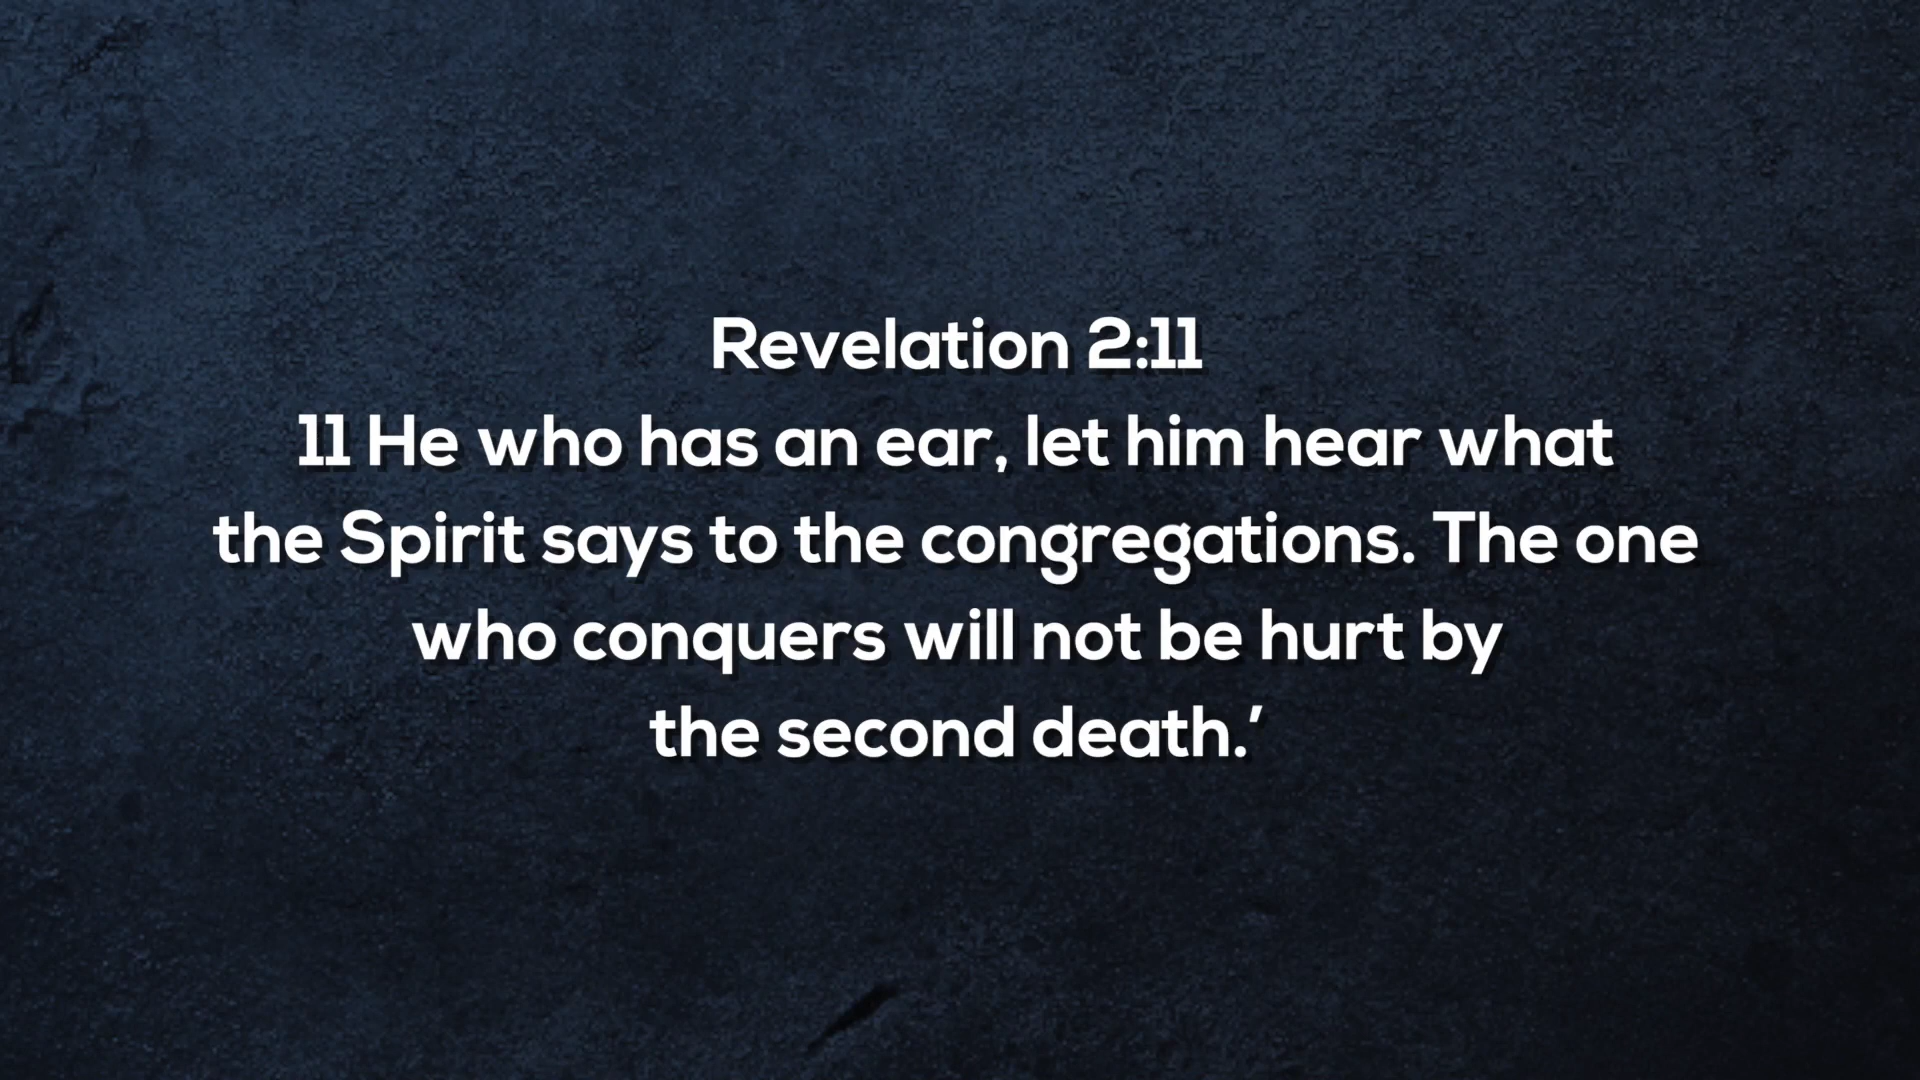 Revelation 2:11
11 He who has an ear, let him hear what
the Spirit says to the congregations. The one
who conquers will not be hurt by
the second death.’